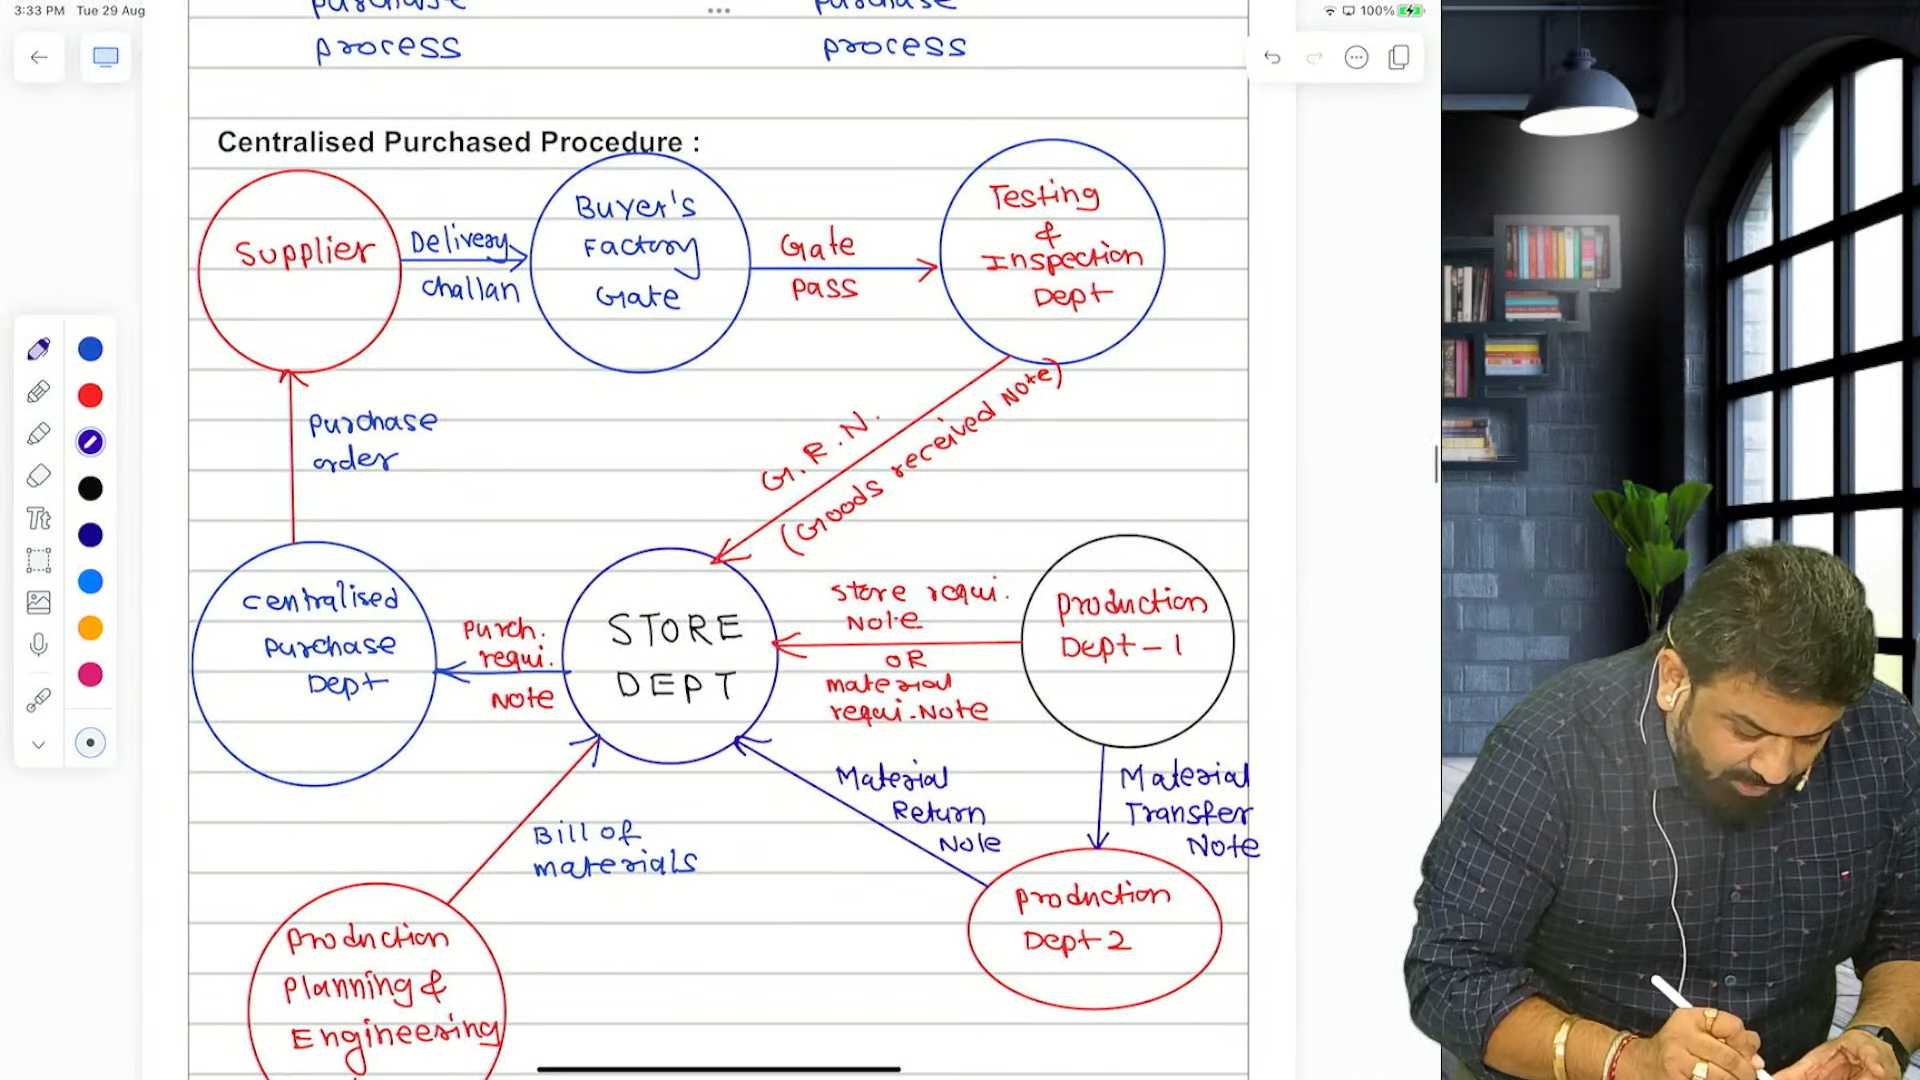 3:33 PM Tue 29 Aug
100%
purchase
process
purchase
process
Centralised Purchased Procedure :
Supplier
Delivery
challan
Buyer's
Factory
Gate
Gate
pass
Testing
&
Inspection
Dept
Purchase
order
G.R.N.
(Goods received Note)
centralised
Purchase
Dept
Purch.
requi.
Note
STORE
DEPT
store requi.
Note
OR
material
requi. Note
Production
Dept-1
Bill of
materials
Material
Return
Note
Material
Transfer
Note
Production
Dept 2
Production
Planning &
Engineering
Tt